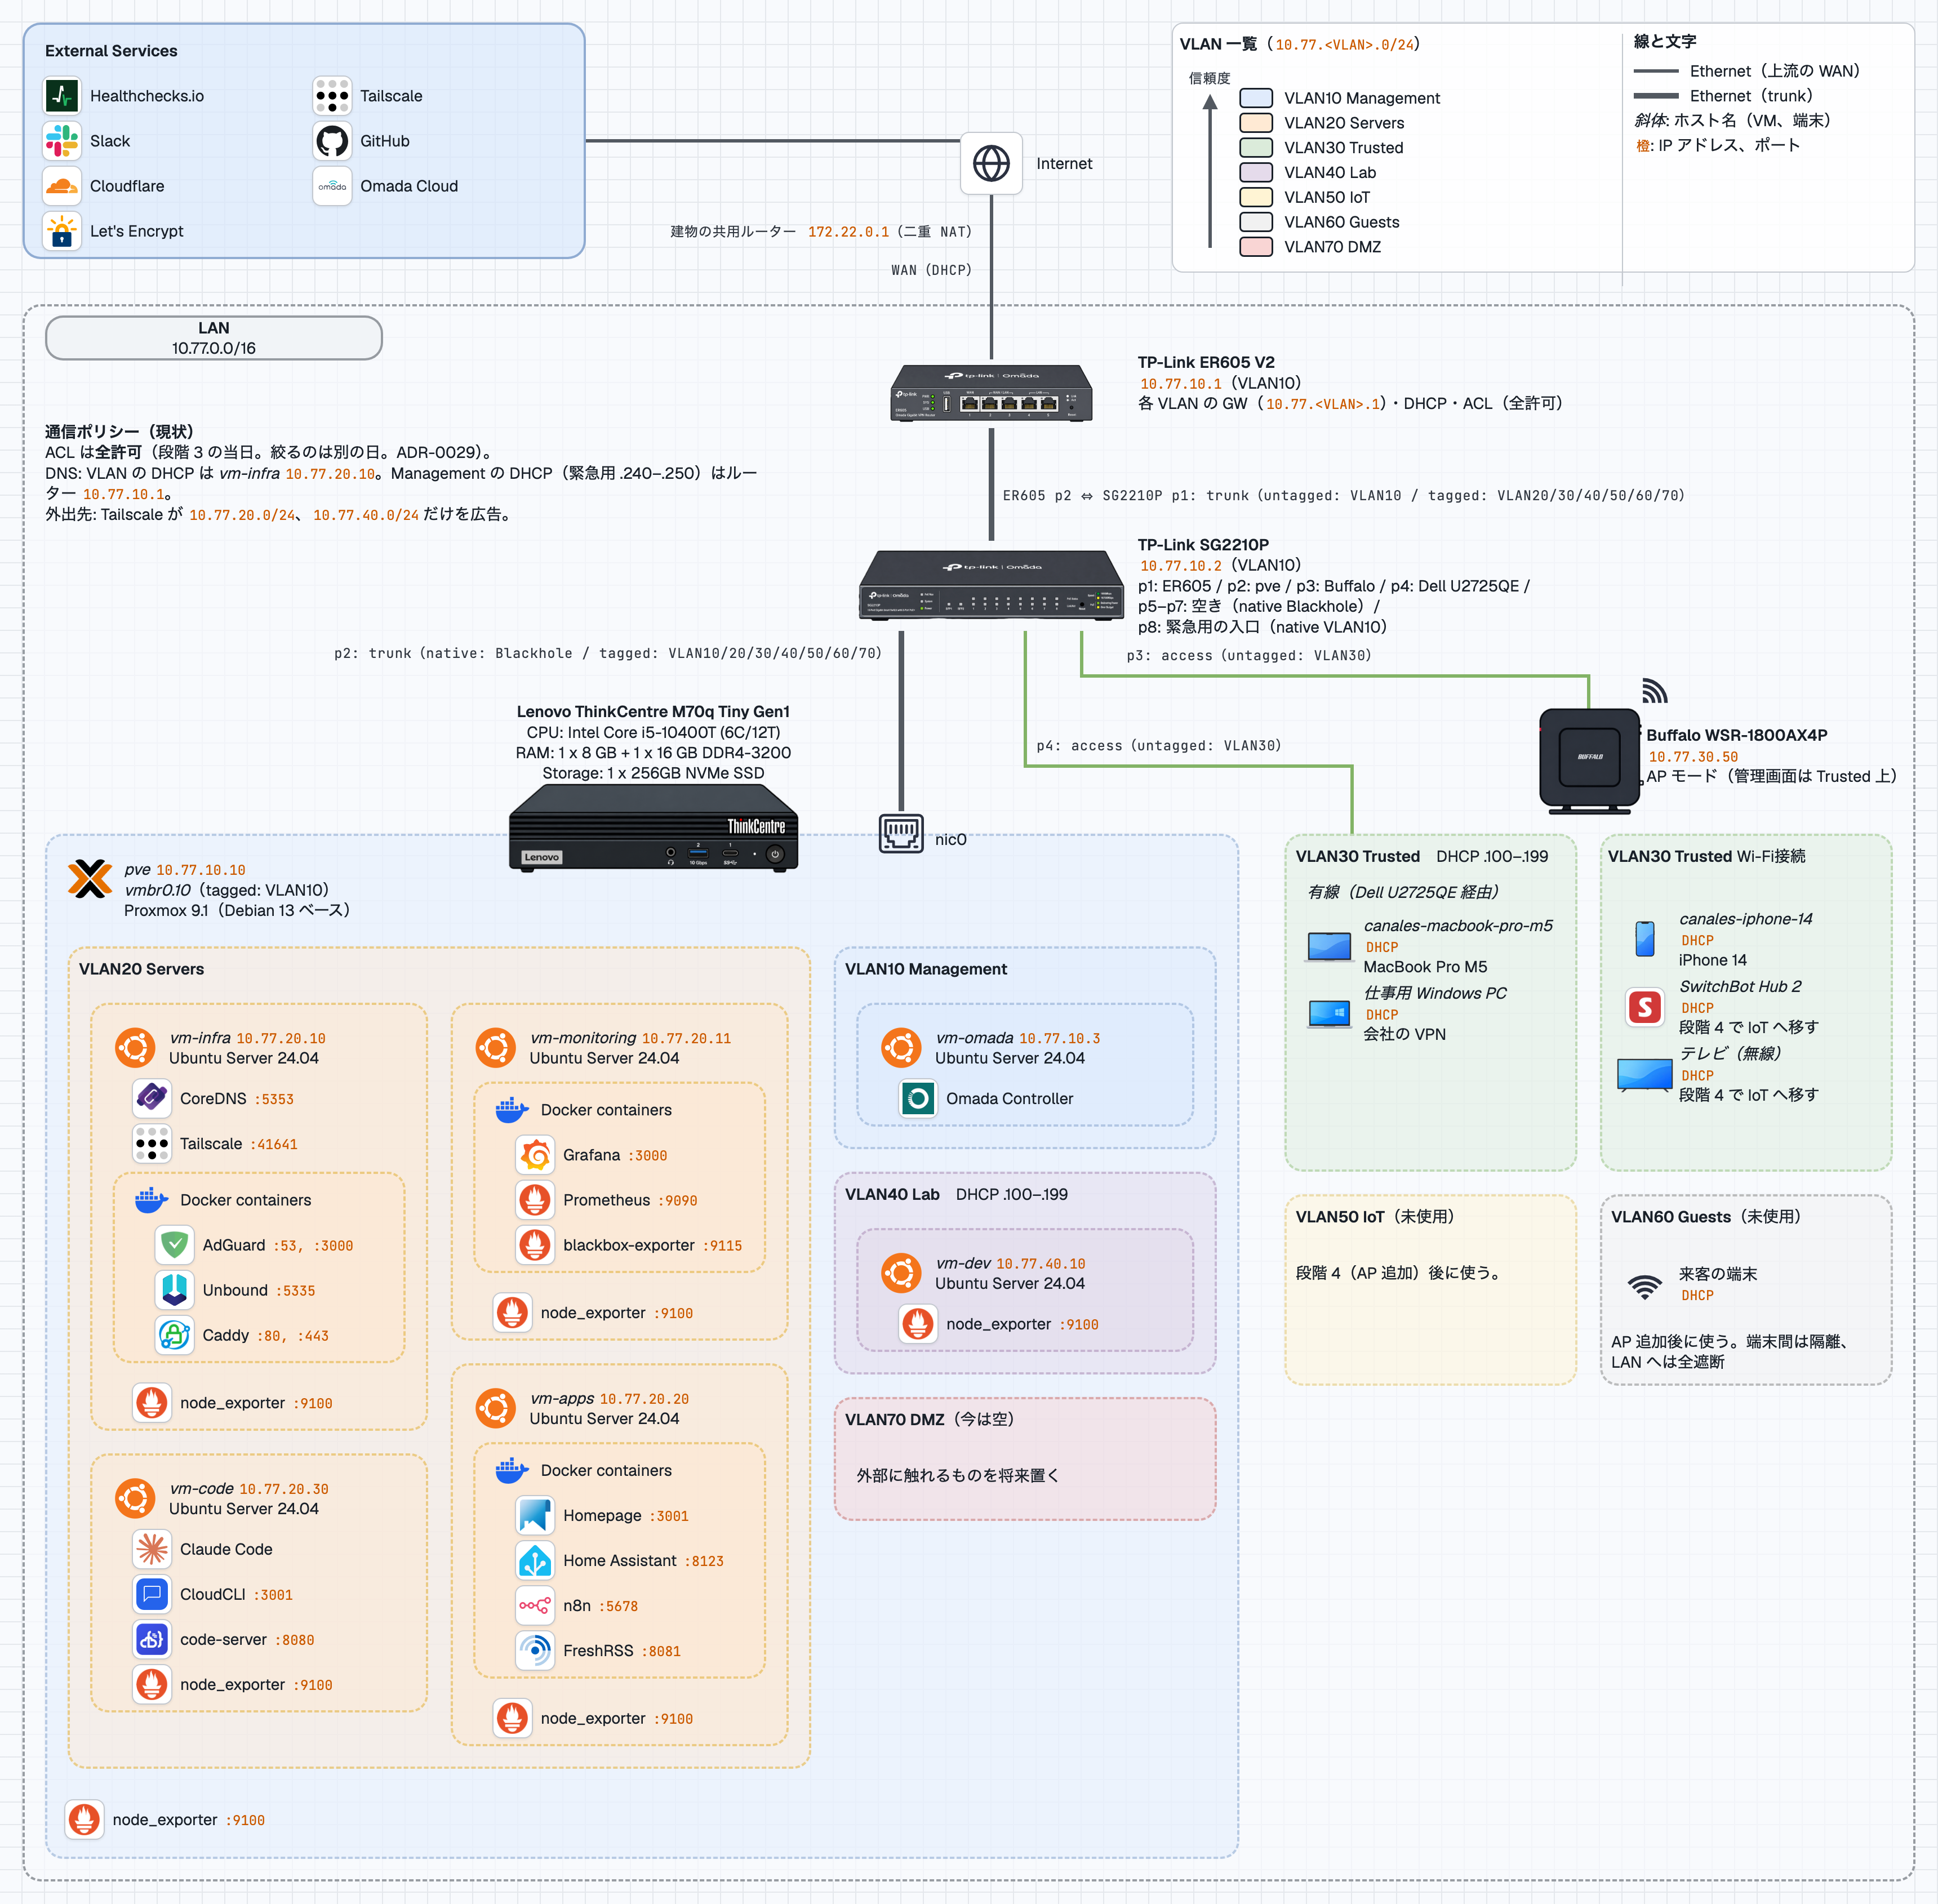 External Services
Healthchecks.io
Tailscale
Slack
GitHub
Cloudflare
omada
Omada Cloud
Let's Encrypt
Internet
建物の共用ルーター 172.22.0.1（二重 NAT）
WAN（DHCP）
VLAN 一覧（10.77.<VLAN>.0/24）
信頼度
VLAN10 Management
VLAN20 Servers
VLAN30 Trusted
VLAN40 Lab
VLAN50 IoT
VLAN60 Guests
VLAN70 DMZ
線と文字
Ethernet（上流の WAN）
Ethernet（trunk）
斜体: ホスト名（VM、端末）
橙: IP アドレス、ポート
LAN
10.77.0.0/16
通信ポリシー（現状）
ACL は全許可（段階 3 の当日。絞るのは別の日。ADR-0029）。
DNS: VLAN の DHCP は vm-infra 10.77.20.10。Management の DHCP（緊急用 .240–.250）はルー
ター 10.77.10.1。
外出先: Tailscale が 10.77.20.0/24、10.77.40.0/24 だけを広告。
tp-link | Omada
TP-Link ER605 V2
10.77.10.1（VLAN10）
各 VLAN の GW（10.77.<VLAN>.1）・DHCP・ACL（全許可）
ER605 p2 ⇔ SG2210P p1: trunk（untagged: VLAN10 / tagged: VLAN20/30/40/50/60/70）
tp-link | Omada
TP-Link SG2210P
10.77.10.2（VLAN10）
p1: ER605 / p2: pve / p3: Buffalo / p4: Dell U2725QE /
p5–p7: 空き（native Blackhole）/
p8: 緊急用の入口（native VLAN10）
p2: trunk（native: Blackhole / tagged: VLAN10/20/30/40/50/60/70）
p3: access（untagged: VLAN30）
p4: access（untagged: VLAN30）
Lenovo ThinkCentre M70q Tiny Gen1
CPU: Intel Core i5-10400T (6C/12T)
RAM: 1 x 8 GB + 1 x 16 GB DDR4-3200
Storage: 1 x 256GB NVMe SSD
ThinkCentre
Lenovo
nic0
BUFFALO
Buffalo WSR-1800AX4P
10.77.30.50
AP モード（管理画面は Trusted 上）
pve 10.77.10.10
vmbr0.10（tagged: VLAN10）
Proxmox 9.1（Debian 13 ベース）
VLAN20 Servers
vm-infra 10.77.20.10
Ubuntu Server 24.04
CoreDNS :5353
Tailscale :41641
Docker containers
AdGuard :53, :3000
Unbound :5335
Caddy :80, :443
node_exporter :9100
vm-monitoring 10.77.20.11
Ubuntu Server 24.04
Docker containers
Grafana :3000
Prometheus :9090
blackbox-exporter :9115
node_exporter :9100
vm-code 10.77.20.30
Ubuntu Server 24.04
Claude Code
CloudCLI :3001
code-server :8080
node_exporter :9100
vm-apps 10.77.20.20
Ubuntu Server 24.04
Docker containers
Homepage :3001
Home Assistant :8123
n8n :5678
FreshRSS :8081
node_exporter :9100
node_exporter :9100
VLAN10 Management
vm-omada 10.77.10.3
Ubuntu Server 24.04
Omada Controller
VLAN40 Lab DHCP .100–.199
vm-dev 10.77.40.10
Ubuntu Server 24.04
node_exporter :9100
VLAN70 DMZ（今は空）
外部に触れるものを将来置く
VLAN30 Trusted DHCP .100–.199
有線（Dell U2725QE 経由）
canales-macbook-pro-m5
DHCP
MacBook Pro M5
仕事用 Windows PC
DHCP
会社の VPN
VLAN30 Trusted Wi-Fi接続
canales-iphone-14
DHCP
iPhone 14
SwitchBot Hub 2
DHCP
段階 4 で IoT へ移す
テレビ（無線）
DHCP
段階 4 で IoT へ移す
VLAN50 IoT（未使用）
段階 4（AP 追加）後に使う。
VLAN60 Guests（未使用）
来客の端末
DHCP
AP 追加後に使う。端末間は隔離、
LAN へは全遮断